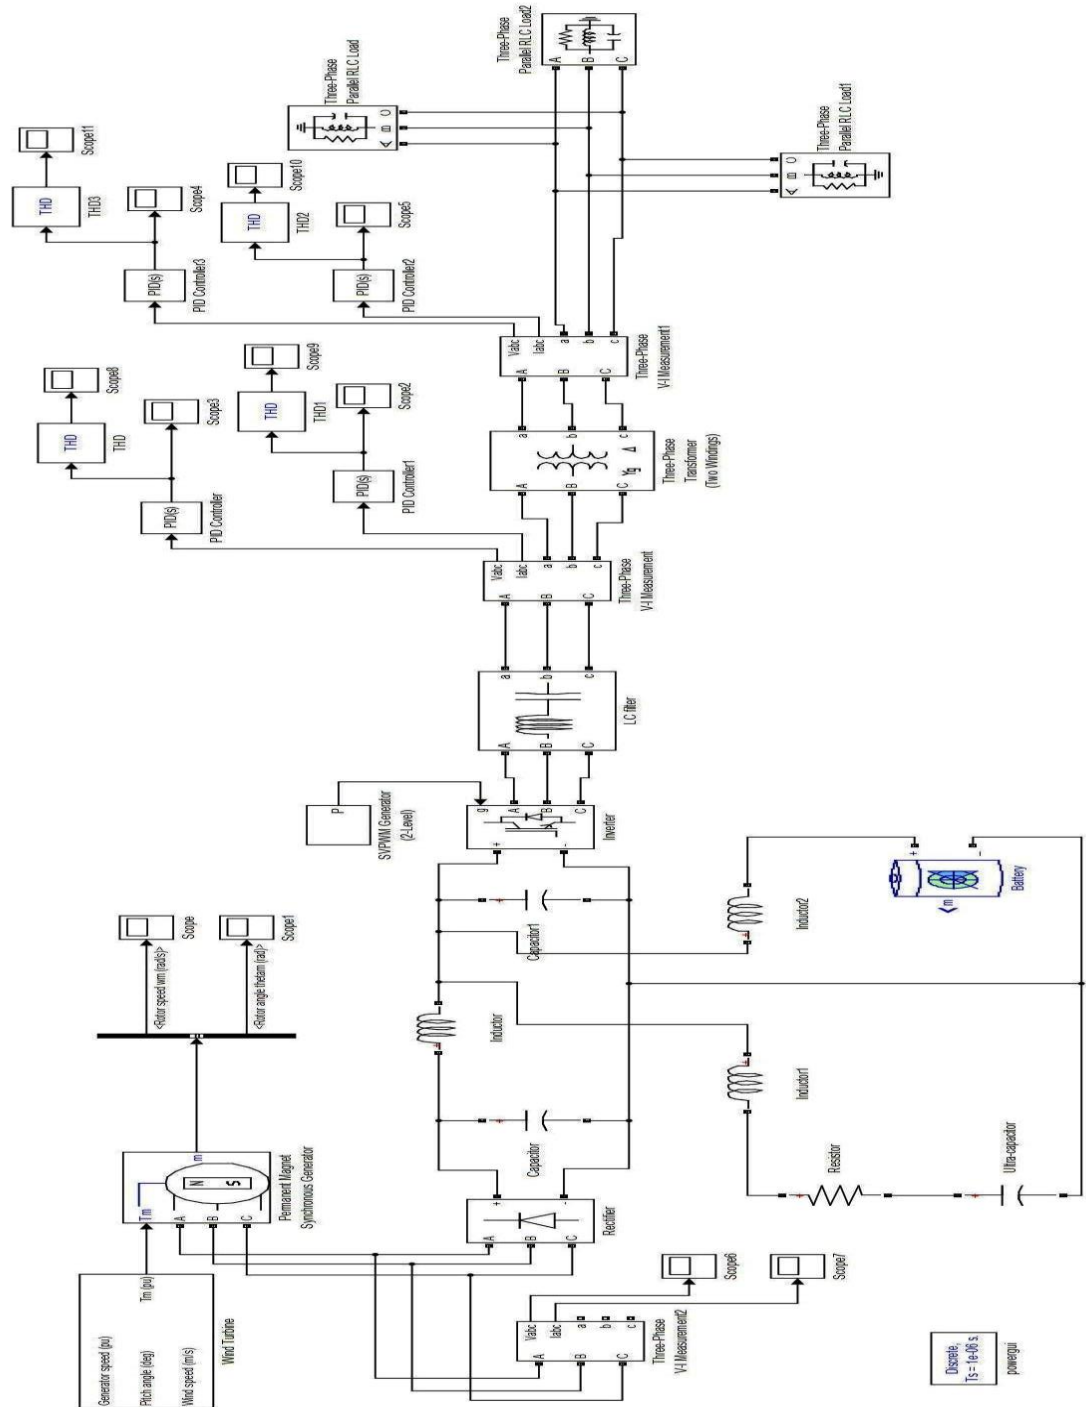 Generator speed (pu)
Pitch angle (deg)
Wind speed (m/s)
Tm (pu)
Wind Turbine
Tm
m
A
B
C
N
S
Permanent Magnet
Synchronous Generator
<Rotor speed wm (rad/s)>
<Rotor angle thetam (rad)>
Scope
Scope1
A
B
C
+
-
Rectifier
Vabc
Iabc
A
B
C
a
b
c
Three-Phase
V-I Measurement2
Scope6
Scope7
Discrete,
Ts = 1e-06 s.
powergui
+
Capacitor
+
Inductor
+
Capacitor1
+
Inductor1
+
Resistor
+
Ultra-capacitor
+
Inductor2
+
-
m
Battery
P
SVPWM Generator
(2-Level)
g
A
B
C
+
-
Inverter
A
B
C
a
b
c
LC filter
Vabc
Iabc
A
B
C
a
b
c
Three-Phase
V-I Measurement
PID(s)
PID Controller
THD
THD
Scope8
Scope3
PID(s)
PID Controller1
THD
THD1
Scope9
Scope2
A
B
C
a
b
c
Yg
Δ
Three-Phase
Transformer
(Two Windings)
Vabc
Iabc
A
B
C
a
b
c
Three-Phase
V-I Measurement1
PID(s)
PID Controller3
THD
THD3
Scope11
Scope4
PID(s)
PID Controller2
THD
THD2
Scope10
Scope5
A
B
C
Three-Phase
Parallel RLC Load
A
B
C
Three-Phase
Parallel RLC Load1
A
B
C
Three-Phase
Parallel RLC Load2